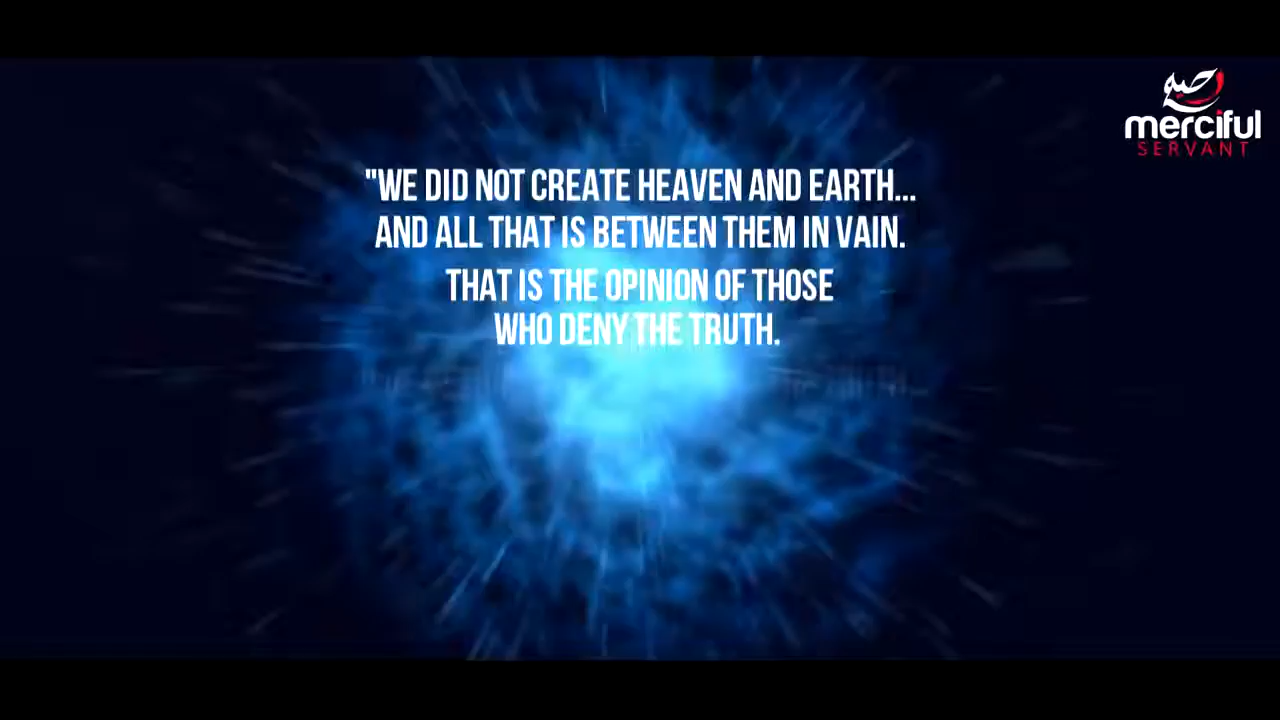 merciful
SERVANT
"WE DID NOT CREATE HEAVEN AND EARTH...
AND ALL THAT IS BETWEEN THEM IN VAIN.
THAT IS THE OPINION OF THOSE
WHO DENY THE TRUTH.